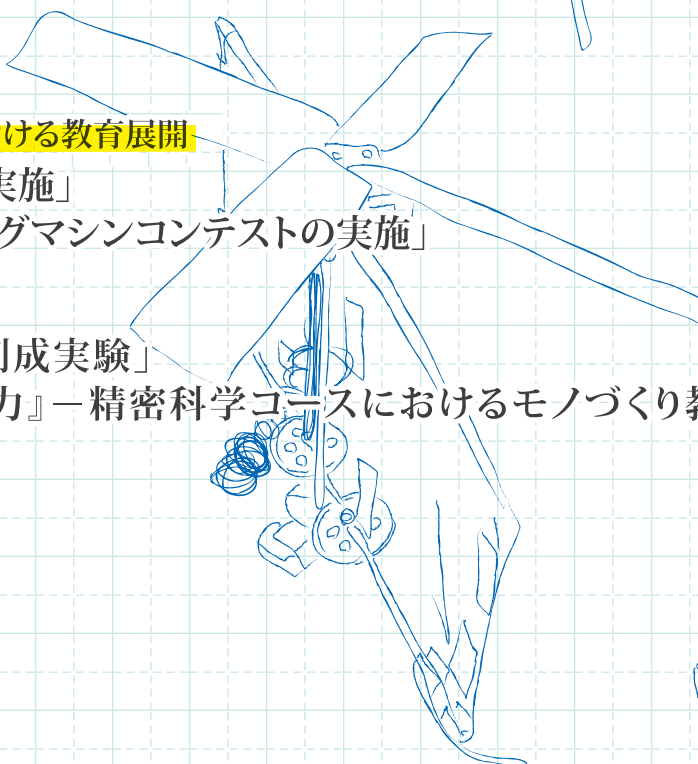 ける教育展開
実施」
グマシンコンテストの実施」
成実験」
力』－精密科学コースにおけるモノづくり教